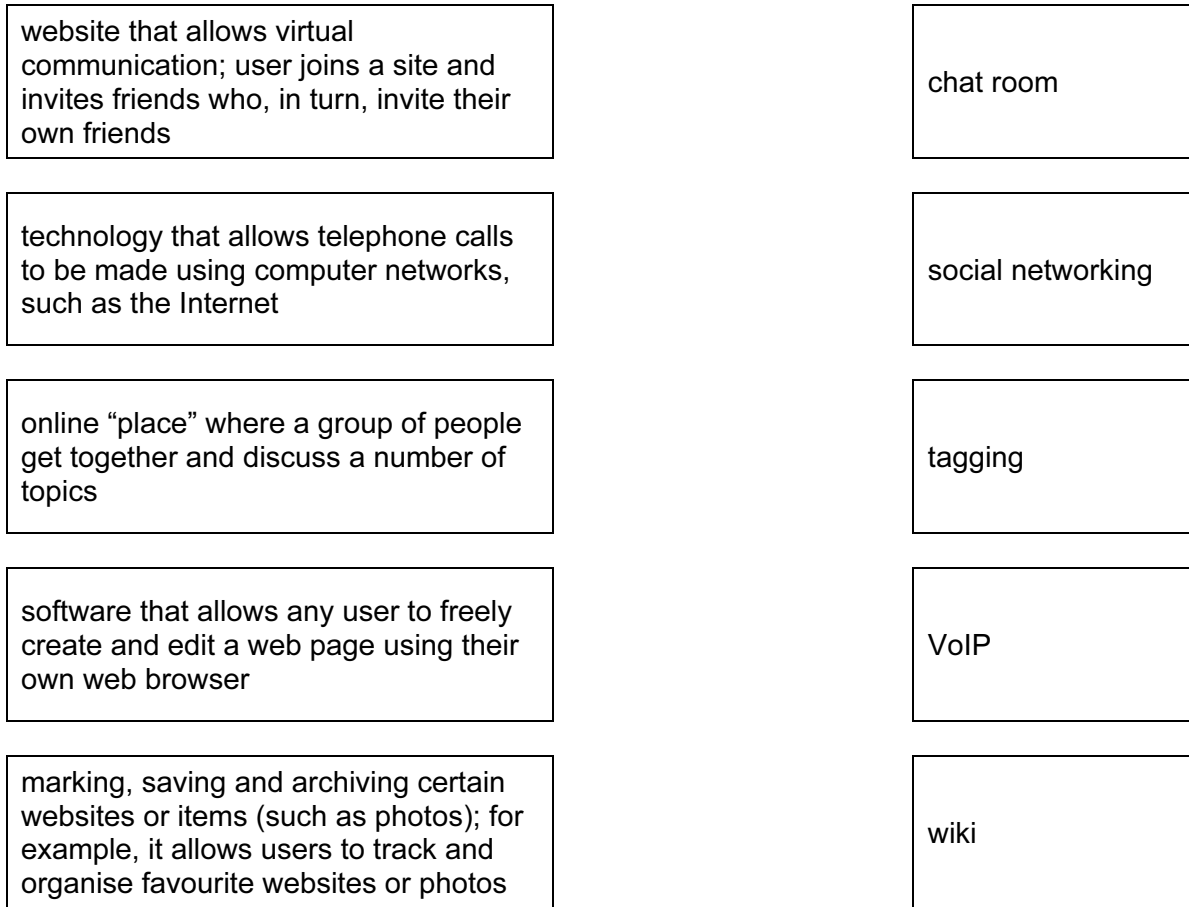 website that allows virtual
communication; user joins a site and
invites friends who, in turn, invite their
own friends
chat room
technology that allows telephone calls
to be made using computer networks,
such as the Internet
social networking
online “place” where a group of people
get together and discuss a number of
topics
tagging
software that allows any user to freely
create and edit a web page using their
own web browser
VoIP
marking, saving and archiving certain
websites or items (such as photos); for
example, it allows users to track and
organise favourite websites or photos
wiki